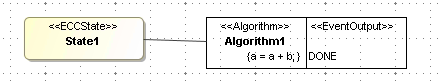 <<ECCState>>
State1
<<Algorithm>>
Algorithm1
{a = a + b; }
<<EventOutput>>
DONE